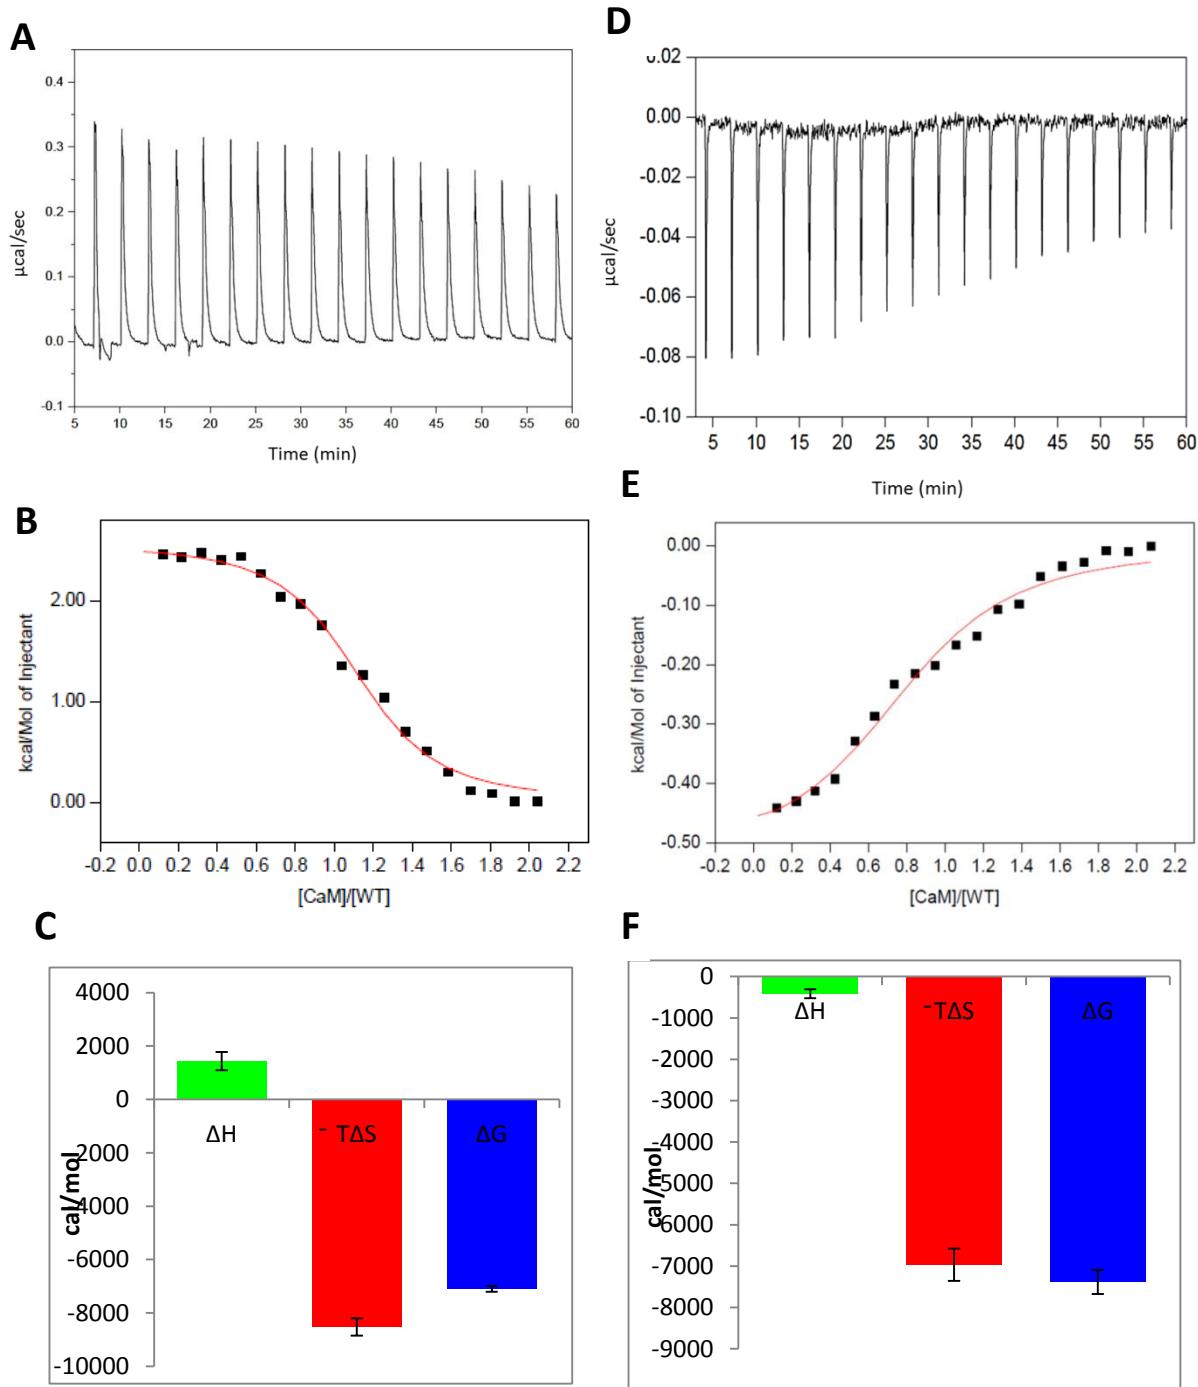 A
0.4
0.3
0.2
0.1
0.0
-0.1
μcal/sec
5 10 15 20 25 30 35 40 45 50 55 60
Time (min)
B
2.00
1.00
0.00
kcal/Mol of Injectant
-0.2 0.0 0.2 0.4 0.6 0.8 1.0 1.2 1.4 1.6 1.8 2.0 2.2
[CaM]/[WT]
C
4000
2000
0
-2000
-4000
-6000
-8000
-10000
cal/mol
ΔH
- TΔS
ΔG
D
0.02
0.00
-0.02
-0.04
-0.06
-0.08
-0.10
μcal/sec
5 10 15 20 25 30 35 40 45 50 55 60
Time (min)
E
0.00
-0.10
-0.20
-0.30
-0.40
-0.50
kcal/Mol of Injectant
-0.2 0.0 0.2 0.4 0.6 0.8 1.0 1.2 1.4 1.6 1.8 2.0 2.2
[CaM]/[WT]
F
0
-1000
-2000
-3000
-4000
-5000
-6000
-7000
-8000
-9000
cal/mol
ΔH
-TΔS
ΔG